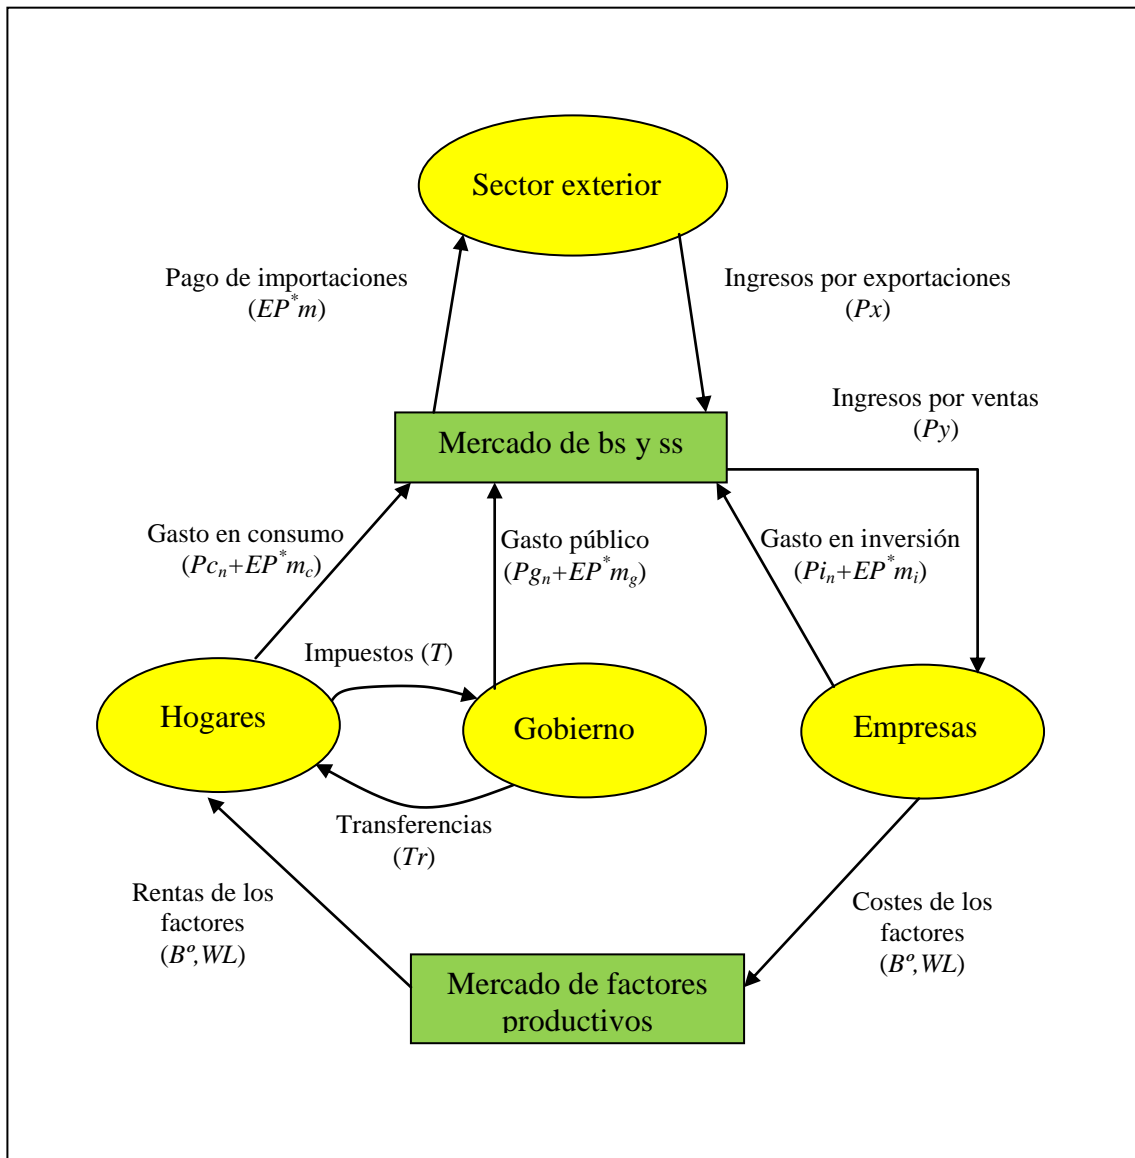 Sector exterior
Pago de importaciones
(EP*m)
Ingresos por exportaciones
(Px)
Ingresos por ventas
(Py)
Mercado de bs y ss
Gasto en consumo
(Pcₙ+EP*m_c)
Gasto público
(Pgₙ+EP*m_g)
Gasto en inversión
(Piₙ+EP*mᵢ)
Impuestos (T)
Hogares
Gobierno
Empresas
Transferencias
(Tr)
Rentas de los
factores
(Bº,WL)
Costes de los
factores
(Bº,WL)
Mercado de factores
productivos